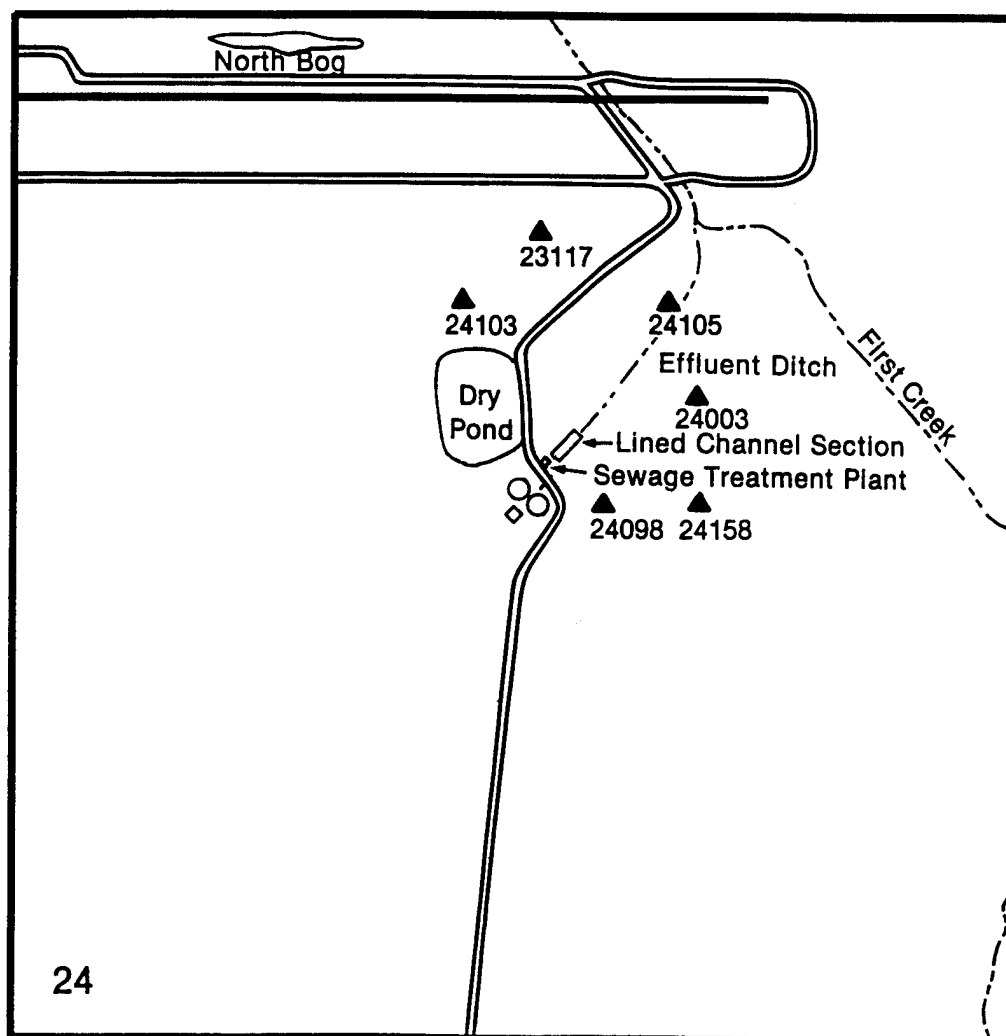 North Bog
23117
24103
24105
Effluent Ditch
First Creek
Dry
Pond
24003
Lined Channel Section
Sewage Treatment Plant
24098 24158
24